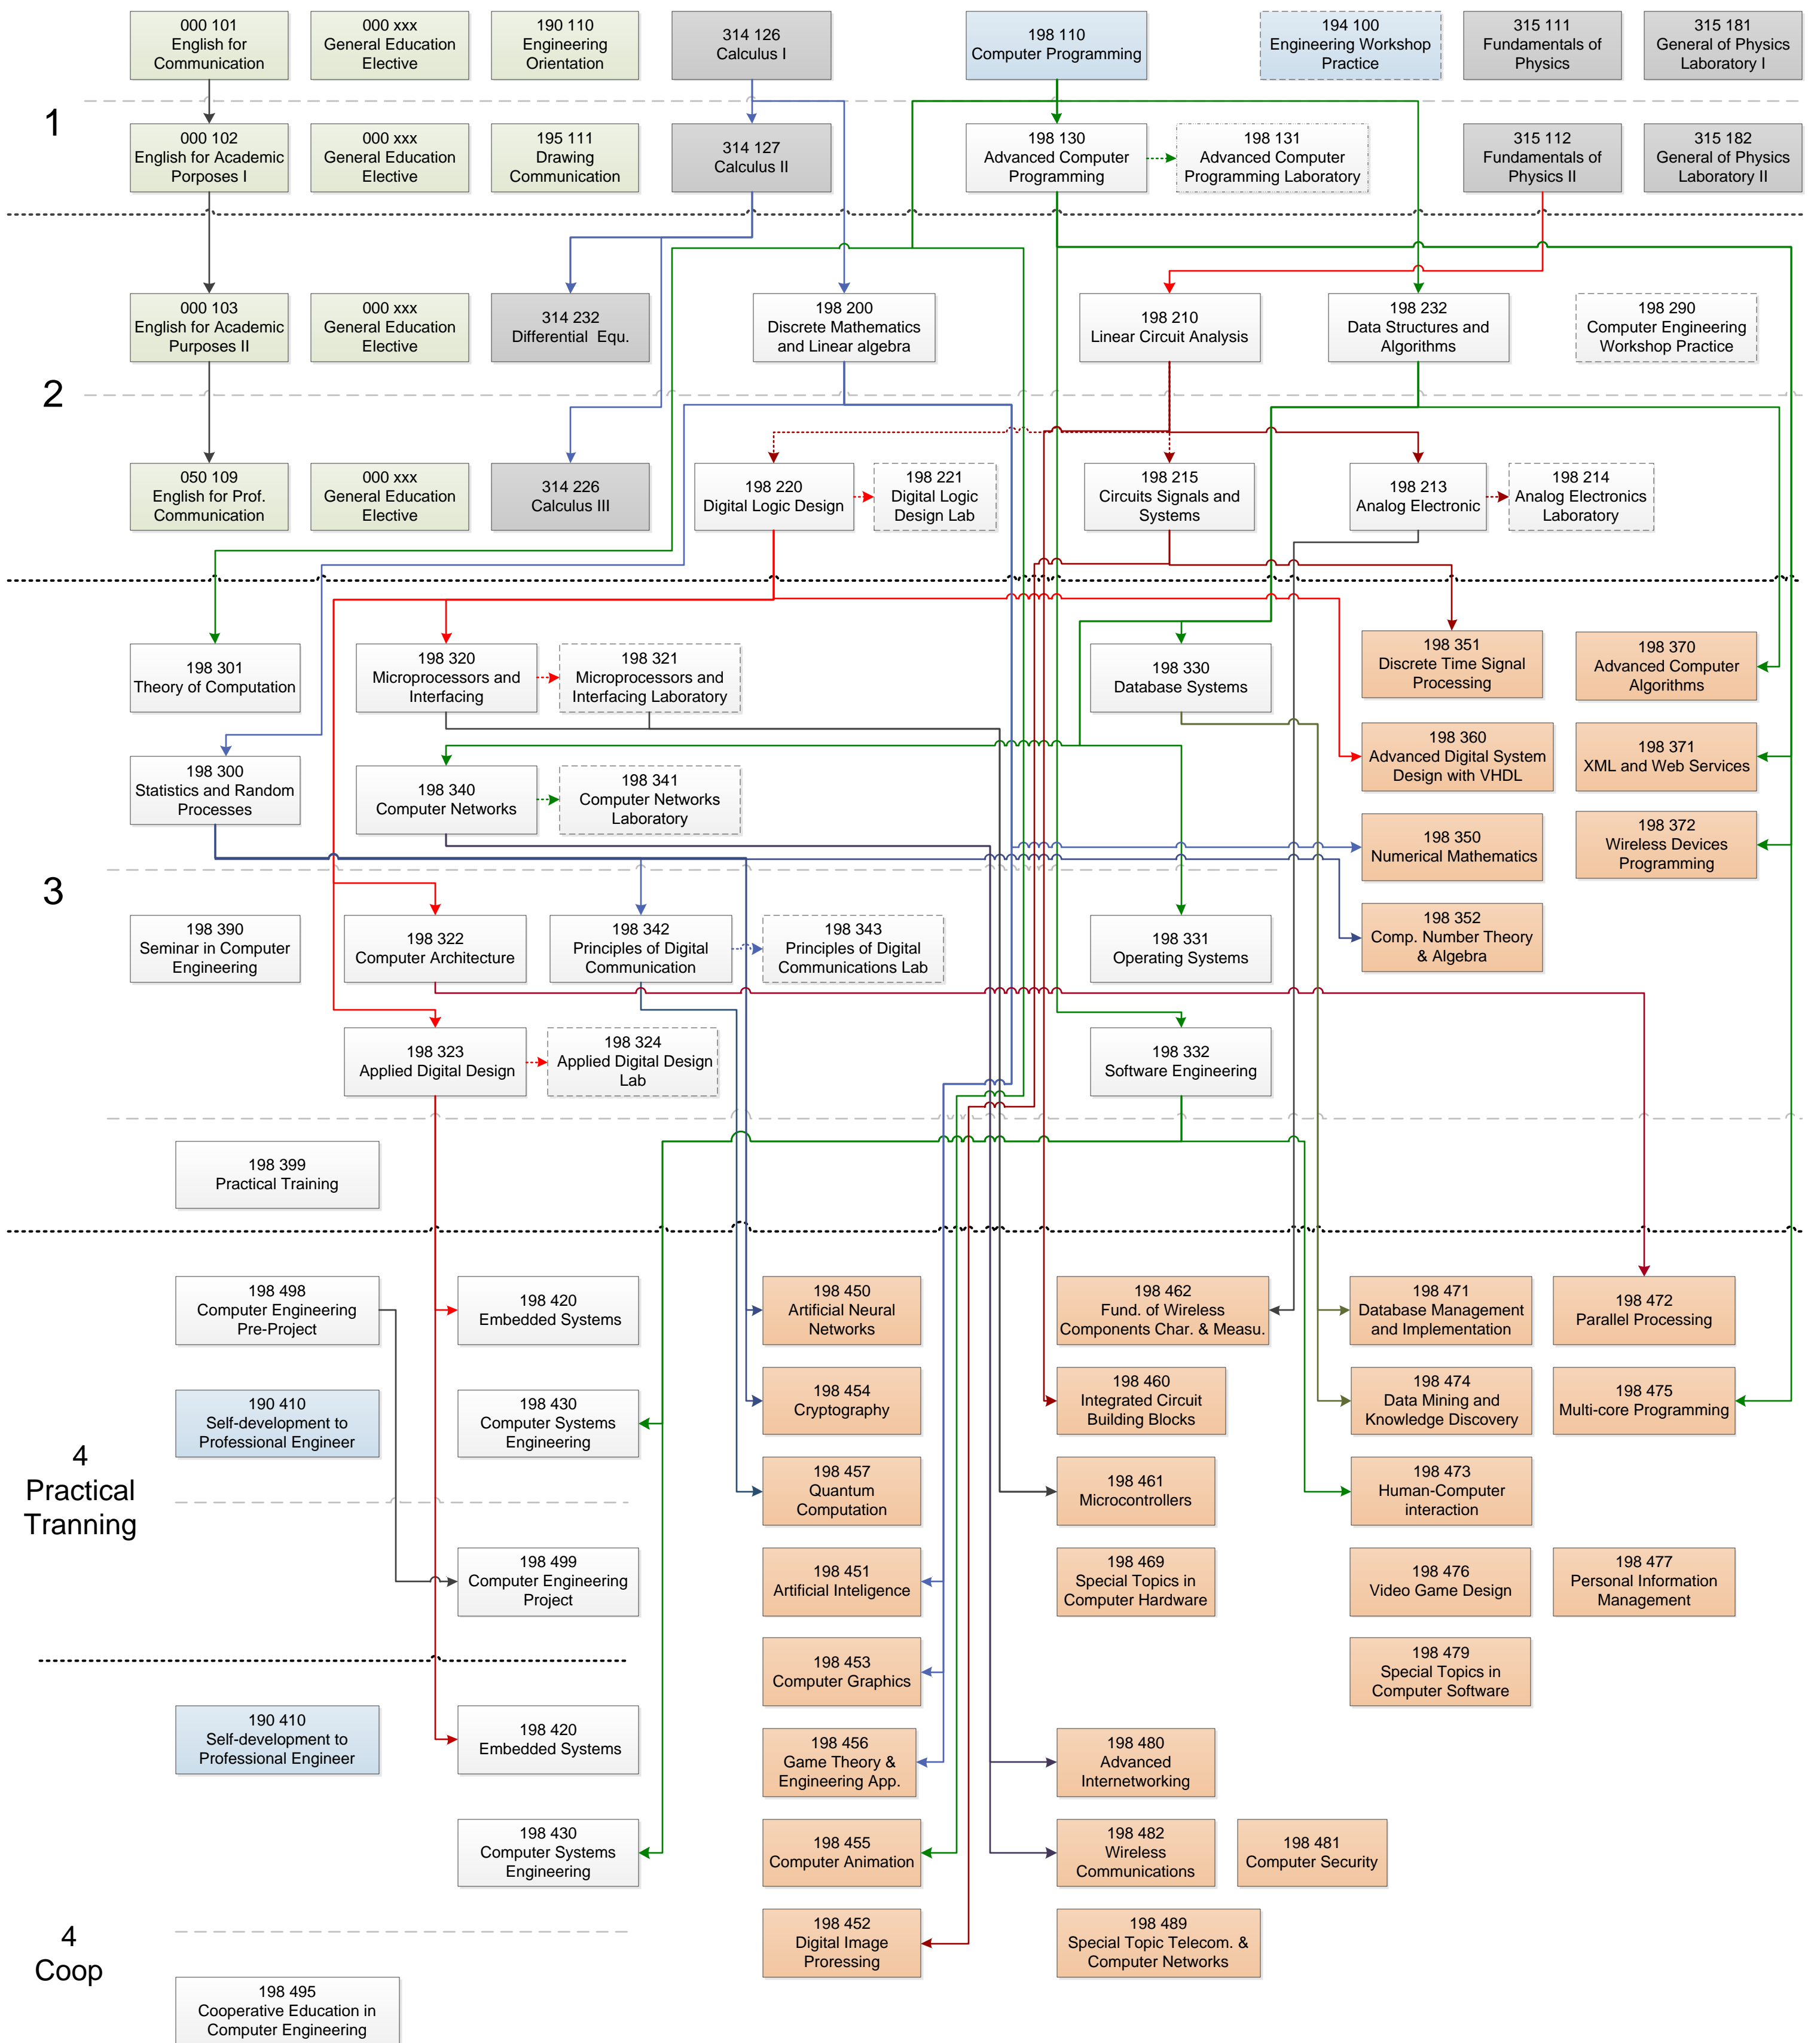 000 101
English for
Communication
000 xxx
General Education
Elective
190 110
Engineering
Orientation
314 126
Calculus I
198 110
Computer Programming
194 100
Engineering Workshop
Practice
315 111
Fundamentals of
Physics
315 181
General of Physics
Laboratory I
1
000 102
English for Academic
Porposes I
000 xxx
General Education
Elective
195 111
Drawing
Communication
314 127
Calculus II
198 130
Advanced Computer
Programming
198 131
Advanced Computer
Programming Laboratory
315 112
Fundamentals of
Physics II
315 182
General of Physics
Laboratory II
2
000 103
English for Academic
Purposes II
000 xxx
General Education
Elective
314 232
Differential Equ.
198 200
Discrete Mathematics
and Linear algebra
198 210
Linear Circuit Analysis
198 232
Data Structures and
Algorithms
198 290
Computer Engineering
Workshop Practice
050 109
English for Prof.
Communication
000 xxx
General Education
Elective
314 226
Calculus III
198 220
Digital Logic Design
198 221
Digital Logic
Design Lab
198 215
Circuits Signals and
Systems
198 213
Analog Electronic
198 214
Analog Electronics
Laboratory
3
198 301
Theory of Computation
198 320
Microprocessors and
Interfacing
198 321
Microprocessors and
Interfacing Laboratory
198 330
Database Systems
198 351
Discrete Time Signal
Processing
198 370
Advanced Computer
Algorithms
198 360
Advanced Digital System
Design with VHDL
198 371
XML and Web Services
198 300
Statistics and Random
Processes
198 340
Computer Networks
198 341
Computer Networks
Laboratory
198 350
Numerical Mathematics
198 372
Wireless Devices
Programming
198 390
Seminar in Computer
Engineering
198 322
Computer Architecture
198 342
Principles of Digital
Communication
198 343
Principles of Digital
Communications Lab
198 331
Operating Systems
198 352
Comp. Number Theory
& Algebra
198 323
Applied Digital Design
198 324
Applied Digital Design
Lab
198 332
Software Engineering
198 399
Practical Training
4
Practical
Tranning
198 498
Computer Engineering
Pre-Project
198 420
Embedded Systems
198 450
Artificial Neural
Networks
198 462
Fund. of Wireless
Components Char. & Measu.
198 471
Database Management
and Implementation
198 472
Parallel Processing
190 410
Self-development to
Professional Engineer
198 430
Computer Systems
Engineering
198 454
Cryptography
198 460
Integrated Circuit
Building Blocks
198 474
Data Mining and
Knowledge Discovery
198 475
Multi-core Programming
198 457
Quantum
Computation
198 461
Microcontrollers
198 473
Human-Computer
interaction
198 499
Computer Engineering
Project
198 451
Artificial Inteligence
198 469
Special Topics in
Computer Hardware
198 476
Video Game Design
198 477
Personal Information
Management
198 453
Computer Graphics
198 479
Special Topics in
Computer Software
190 410
Self-development to
Professional Engineer
198 420
Embedded Systems
198 456
Game Theory &
Engineering App.
198 480
Advanced
Internetworking
198 430
Computer Systems
Engineering
198 455
Computer Animation
198 482
Wireless
Communications
198 481
Computer Security
4
Coop
198 452
Digital Image
Proressing
198 489
Special Topic Telecom. &
Computer Networks
198 495
Cooperative Education in
Computer Engineering